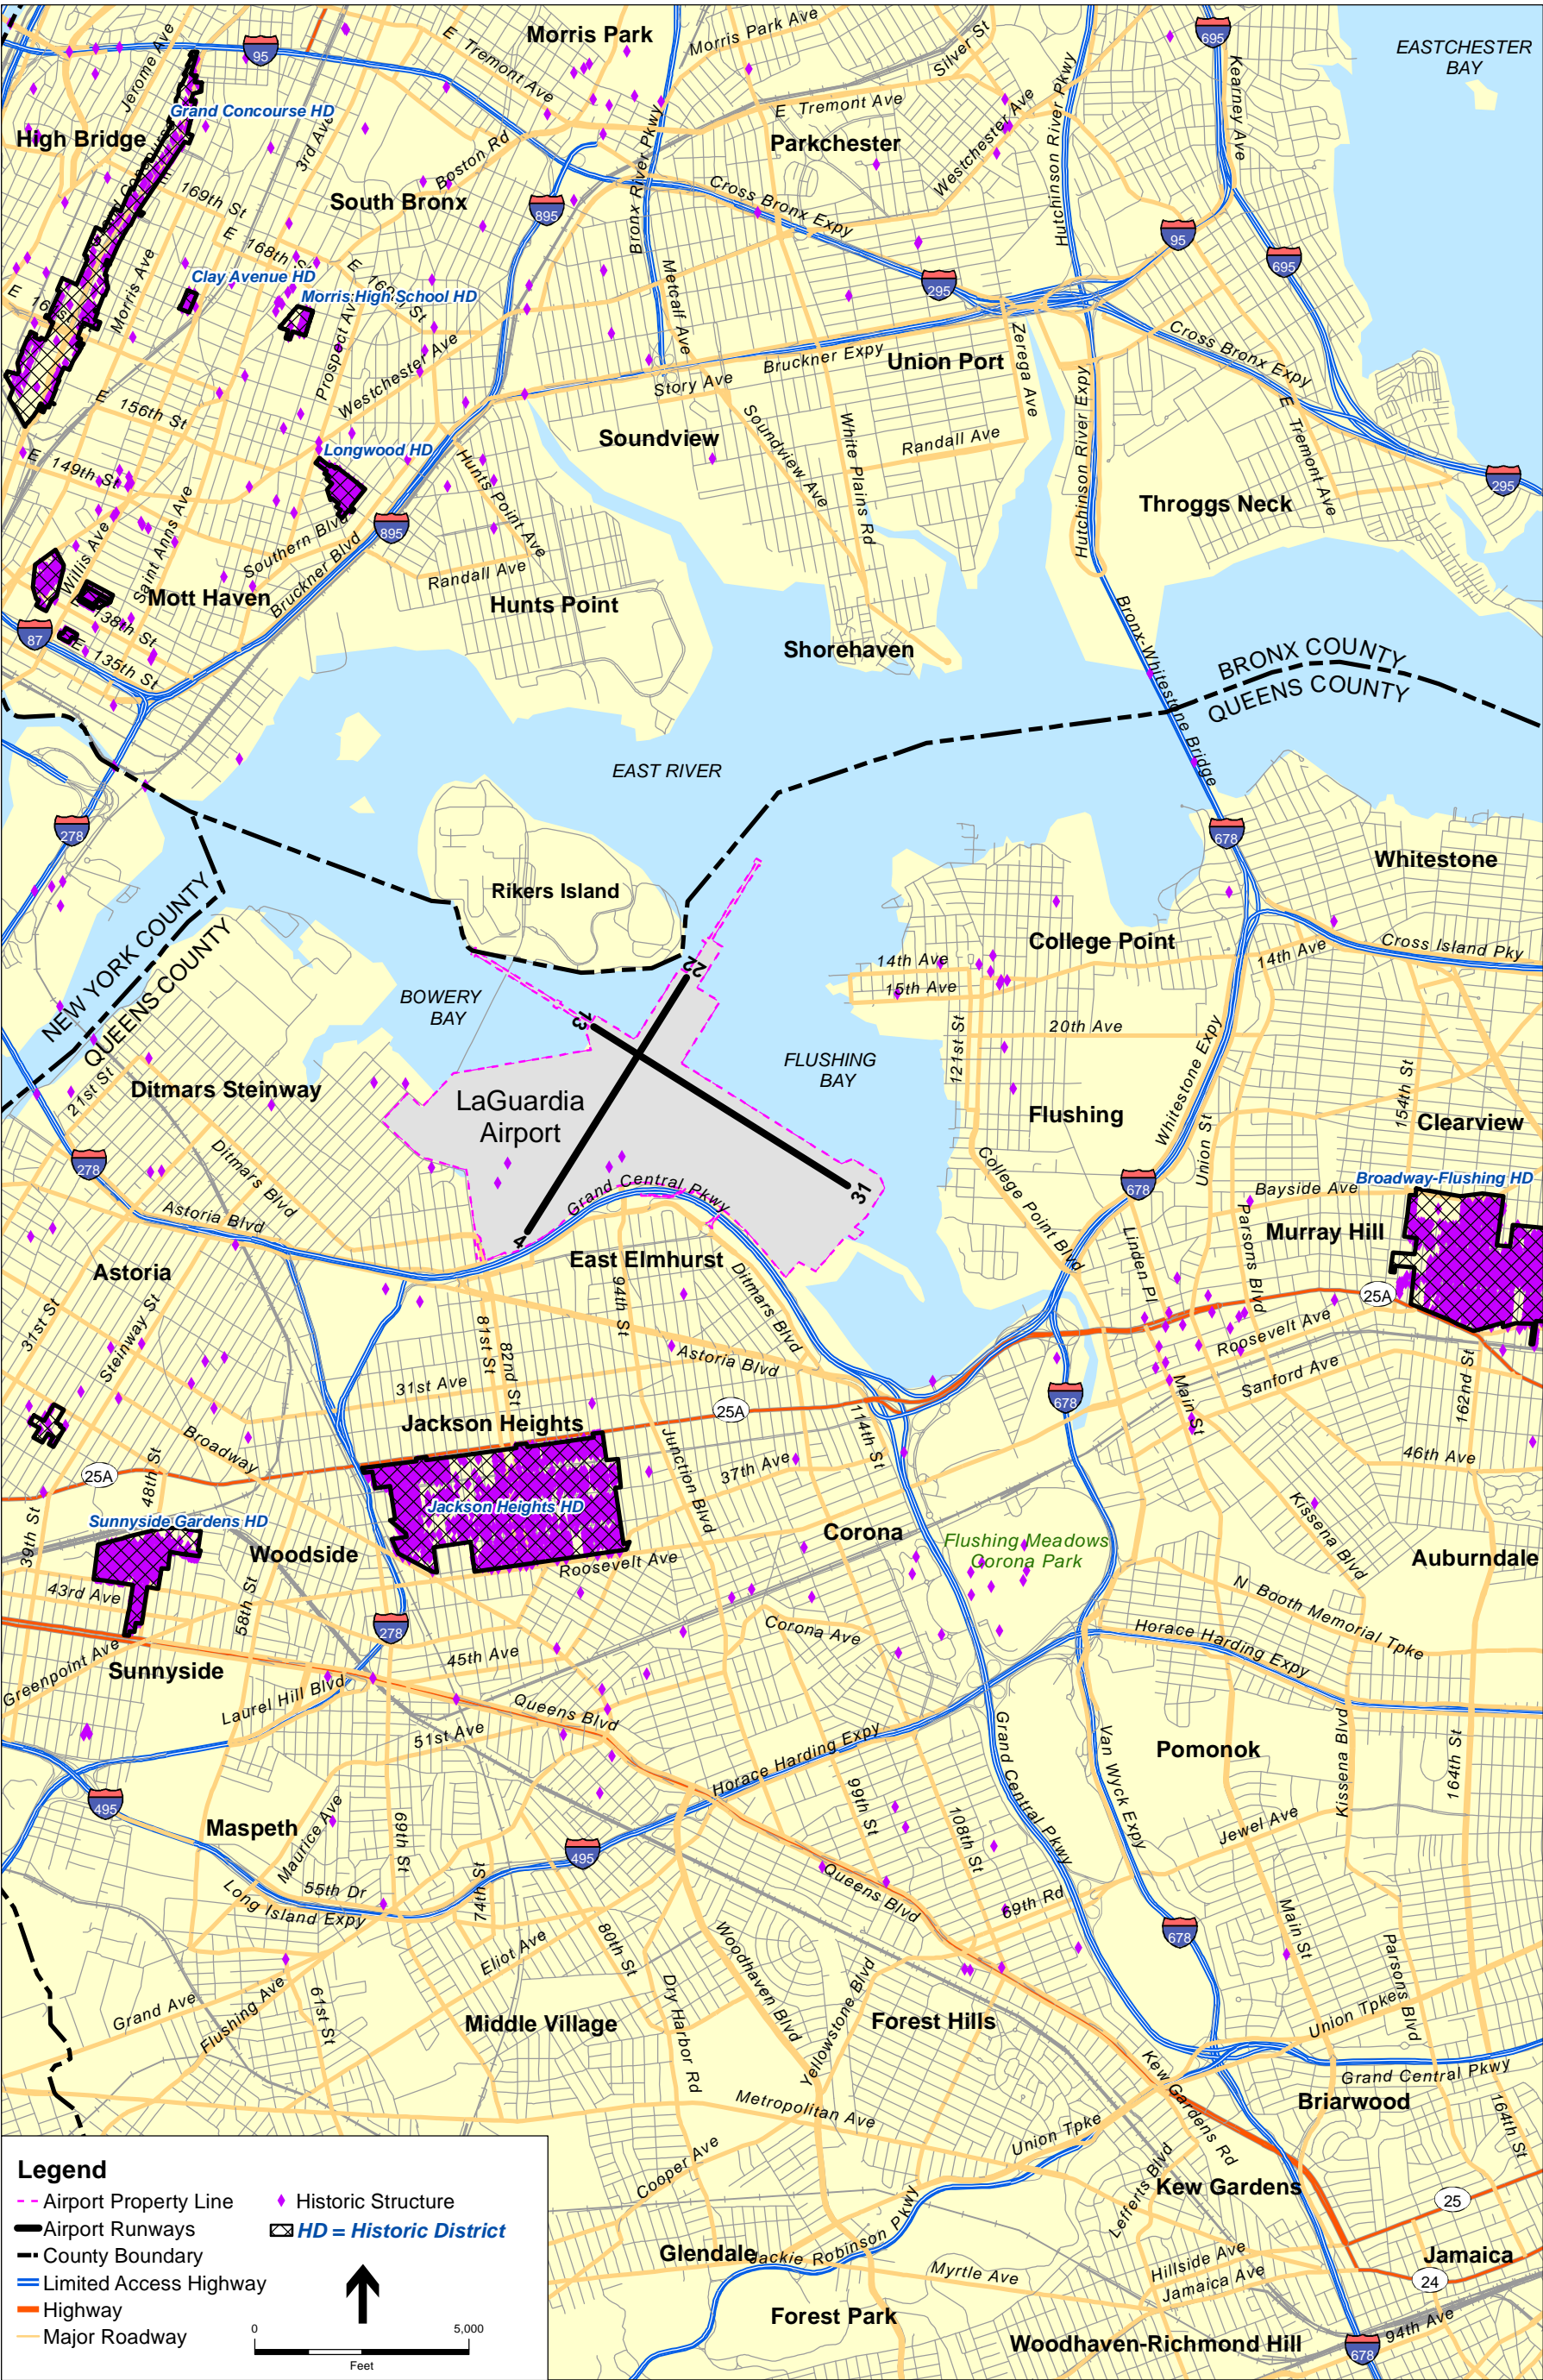 Morris Park
Morris Park Ave
Silver St
EASTCHESTER
BAY
695
95
Kearney Ave
Jerome Ave
E Tremont Ave
E Tremont Ave
Grand Concourse HD
High Bridge
3rd Ave
Boston Rd
Bronx River Pkwy
Parkchester
Westchester Ave
Hutchinson River Pkwy
169th St
South Bronx
895
Cross Bronx Expy
95
695
E 168th St
Clay Avenue HD
E 169th St
Morris High School HD
Morris Ave
Prospect Ave
Westchester Ave
Metcalf Ave
295
Zerega Ave
Cross Bronx Expy
Bruckner Expy
Union Port
Story Ave
E 156th St
Soundview
Soundview Ave
White Plains Rd
Randall Ave
Hutchinson River Expy
E Tremont Ave
295
Longwood HD
E 149th St
Hunts Point Ave
Throggs Neck
Willis Ave
Saint Anns Ave
Southern Blvd
895
Bruckner Blvd
Randall Ave
Mott Haven
Hunts Point
138th St
87
E 135th St
Shorehaven
Bronx-Whitestone Bridge
BRONX COUNTY
QUEENS COUNTY
EAST RIVER
278
678
Whitestone
Rikers Island
NEW YORK COUNTY
QUEENS COUNTY
College Point
14th Ave
15th Ave
14th Ave
Cross Island Pky
22
BOWERY
BAY
13
20th Ave
121st St
FLUSHING
BAY
Whitestone Expy
154th St
21st St
Ditmars Steinway
LaGuardia
Airport
Flushing
Clearview
278
Ditmars Blvd
Union St
College Point Blvd
678
Bayside Ave
Broadway-Flushing HD
31
Grand Central Pkwy
Astoria Blvd
4
Linden Pl
Parsons Blvd
Murray Hill
East Elmhurst
Astoria
94th St
Ditmars Blvd
25A
31st St
Steinway St
81st St
82nd St
Astoria Blvd
Roosevelt Ave
31st Ave
Sanford Ave
162nd St
Main St
678
25A
Jackson Heights
114th St
Broadway
48th St
Junction Blvd
37th Ave
46th Ave
25A
Jackson Heights HD
Kissena Blvd
39th St
Sunnyside Gardens HD
Woodside
Corona
Flushing Meadows
Corona Park
Auburndale
Roosevelt Ave
43rd Ave
58th St
278
N Booth Memorial Tpke
Corona Ave
Horace Harding Expy
45th Ave
Greenpoint Ave
Sunnyside
Laurel Hill Blvd
Queens Blvd
51st Ave
Horace Harding Expy
Grand Central Pkwy
Van Wyck Expy
Pomonok
Kissena Blvd
164th St
495
Maspeth
Maurice Ave
69th St
99th St
108th St
Jewel Ave
495
74th St
55th Dr
Long Island Expy
Queens Blvd
69th Rd
Main St
678
Eliot Ave
80th St
Woodhaven Blvd
Parsons Blvd
Grand Ave
Flushing Ave
61st St
Middle Village
Dry Harbor Rd
Yellowstone Blvd
Forest Hills
Union Tpke
Kew Gardens Rd
Grand Central Pkwy
Briarwood
164th St
Metropolitan Ave
Union Tpke
Cooper Ave
Lefferts Blvd
Kew Gardens
25
Glendale
Jackie Robinson Pkwy
Hillside Ave
Jamaica
Myrtle Ave
Jamaica Ave
24
Forest Park
Woodhaven-Richmond Hill
94th Ave
678
Legend
Airport Property Line
Historic Structure
Airport Runways
HD = Historic District
County Boundary
Limited Access Highway
Highway
Major Roadway
0
5,000
Feet